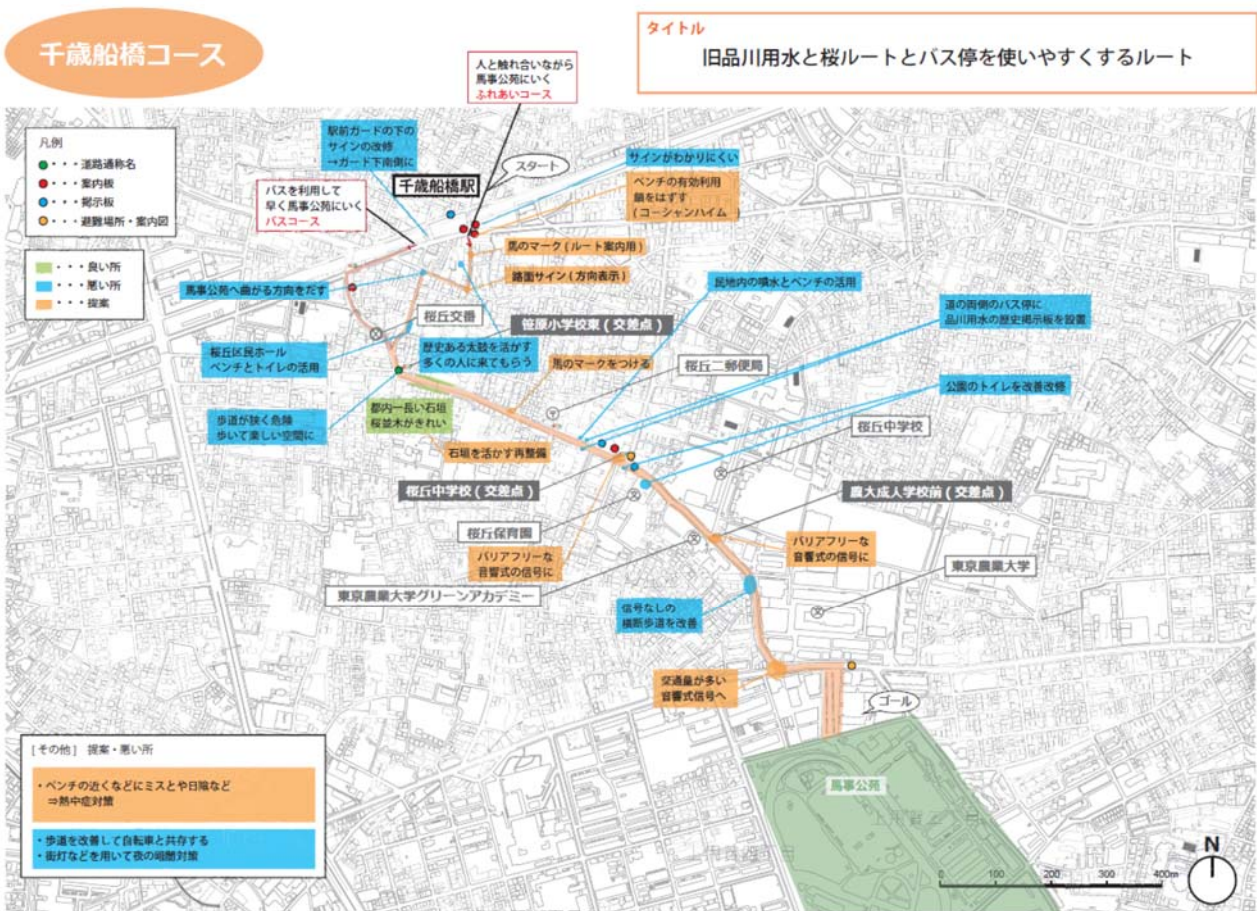 千歳船橋コース
タイトル
旧品川用水と桜ルートとバス停を使いやすくするルート
人と触れ合いながら
馬事公苑にいく
ふれあいコース
凡例
●・・・道路通称名
●・・・案内板
●・・・掲示板
●・・・避難場所・案内図
・・・良い所
・・・悪い所
・・・提案
駅前ガードの下の
サインの改修
→ガード下南側に
スタート
サインがわかりにくい
千歳船橋駅
バスを利用して
早く馬事公苑にいく
バスコース
ベンチの有効利用
鎖をはずす
(コーシャンハイム )
馬のマーク(ルート案内用)
路面サイン(方向表示)
馬事公苑へ曲がる方向をだす
民地内の噴水とベンチの活用
道の両側のバス停に
品川用水の歴史掲示板を設置
桜丘交番
笹原小学校東(交差点)
桜丘区民ホール
ベンチとトイレの活用
歴史ある太鼓を活かす
多くの人に来てもらう
馬のマークをつける
桜丘二郵便局
公園のトイレを改善改修
歩道が狭く危険
歩いて楽しい空間に
都内一長い石垣
桜並木がきれい
桜丘中学校
石垣を活かす再整備
桜丘中学校(交差点)
農大成人学校前(交差点)
桜丘保育園
バリアフリーな
音響式の信号に
バリアフリーな
音響式の信号に
東京農業大学
東京農業大学グリーンアカデミー
信号なしの
横断歩道を改善
交通量が多い
音響式信号へ
ゴール
[その他] 提案・悪い所
・ベンチの近くなどにミストや日陰など
⇒熱中症対策
・歩道を改善して自転車と共存する
・街灯などを用いて夜の暗闇対策
馬事公苑
N
0 100 200 300 400m